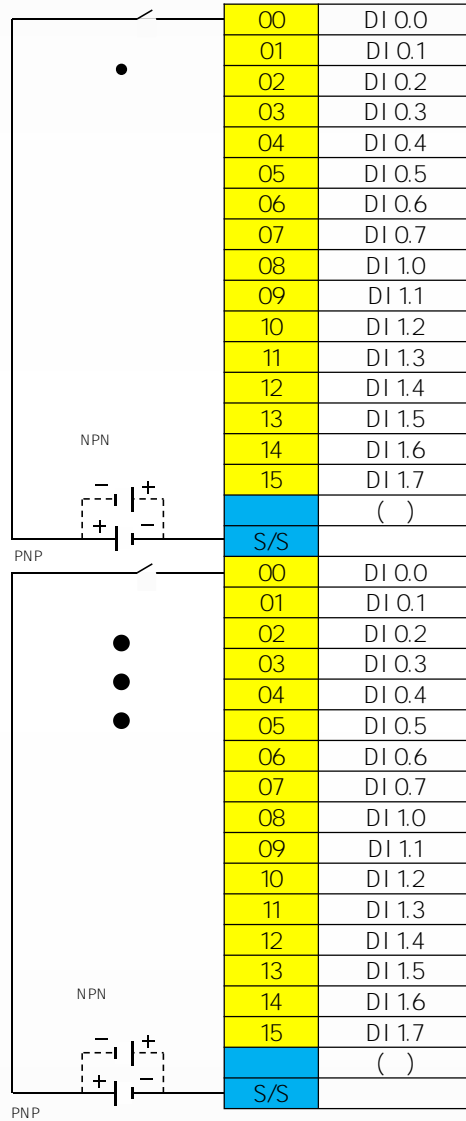 00 DI 0.0
01 DI 0.1
02 DI 0.2
03 DI 0.3
04 DI 0.4
05 DI 0.5
06 DI 0.6
07 DI 0.7
08 DI 1.0
09 DI 1.1
10 DI 1.2
11 DI 1.3
12 DI 1.4
13 DI 1.5
NPN
14 DI 1.6
15 DI 1.7
− +
( )
+ −
S/S
PNP
00 DI 0.0
01 DI 0.1
02 DI 0.2
03 DI 0.3
04 DI 0.4
05 DI 0.5
06 DI 0.6
07 DI 0.7
08 DI 1.0
09 DI 1.1
10 DI 1.2
11 DI 1.3
12 DI 1.4
13 DI 1.5
NPN
14 DI 1.6
15 DI 1.7
− +
( )
+ −
S/S
PNP